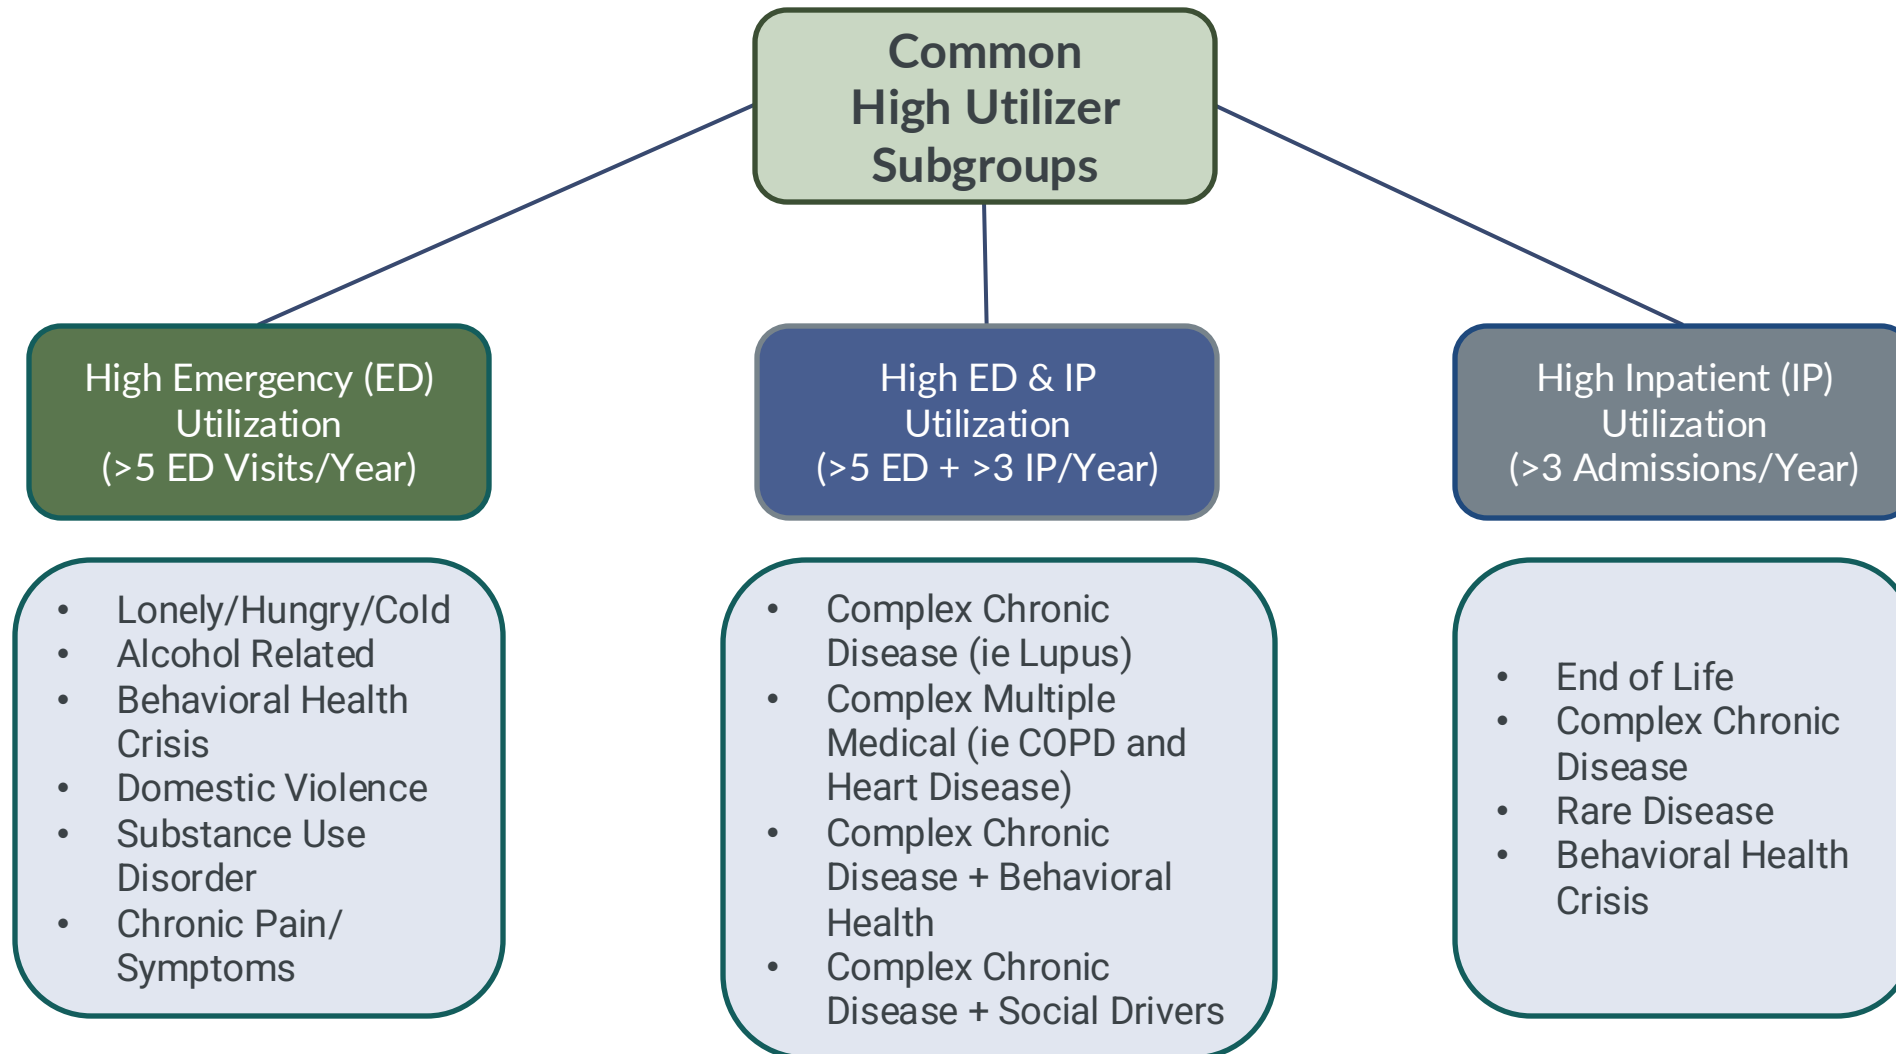 Common
High Utilizer
Subgroups
High Emergency (ED)
Utilization
(>5 ED Visits/Year)
• Lonely/Hungry/Cold
• Alcohol Related
• Behavioral Health
Crisis
• Domestic Violence
• Substance Use
Disorder
• Chronic Pain/
Symptoms
High ED & IP
Utilization
(>5 ED + >3 IP/Year)
• Complex Chronic
Disease (ie Lupus)
• Complex Multiple
Medical (ie COPD and
Heart Disease)
• Complex Chronic
Disease + Behavioral
Health
• Complex Chronic
Disease + Social Drivers
High Inpatient (IP)
Utilization
(>3 Admissions/Year)
• End of Life
• Complex Chronic
Disease
• Rare Disease
• Behavioral Health
Crisis